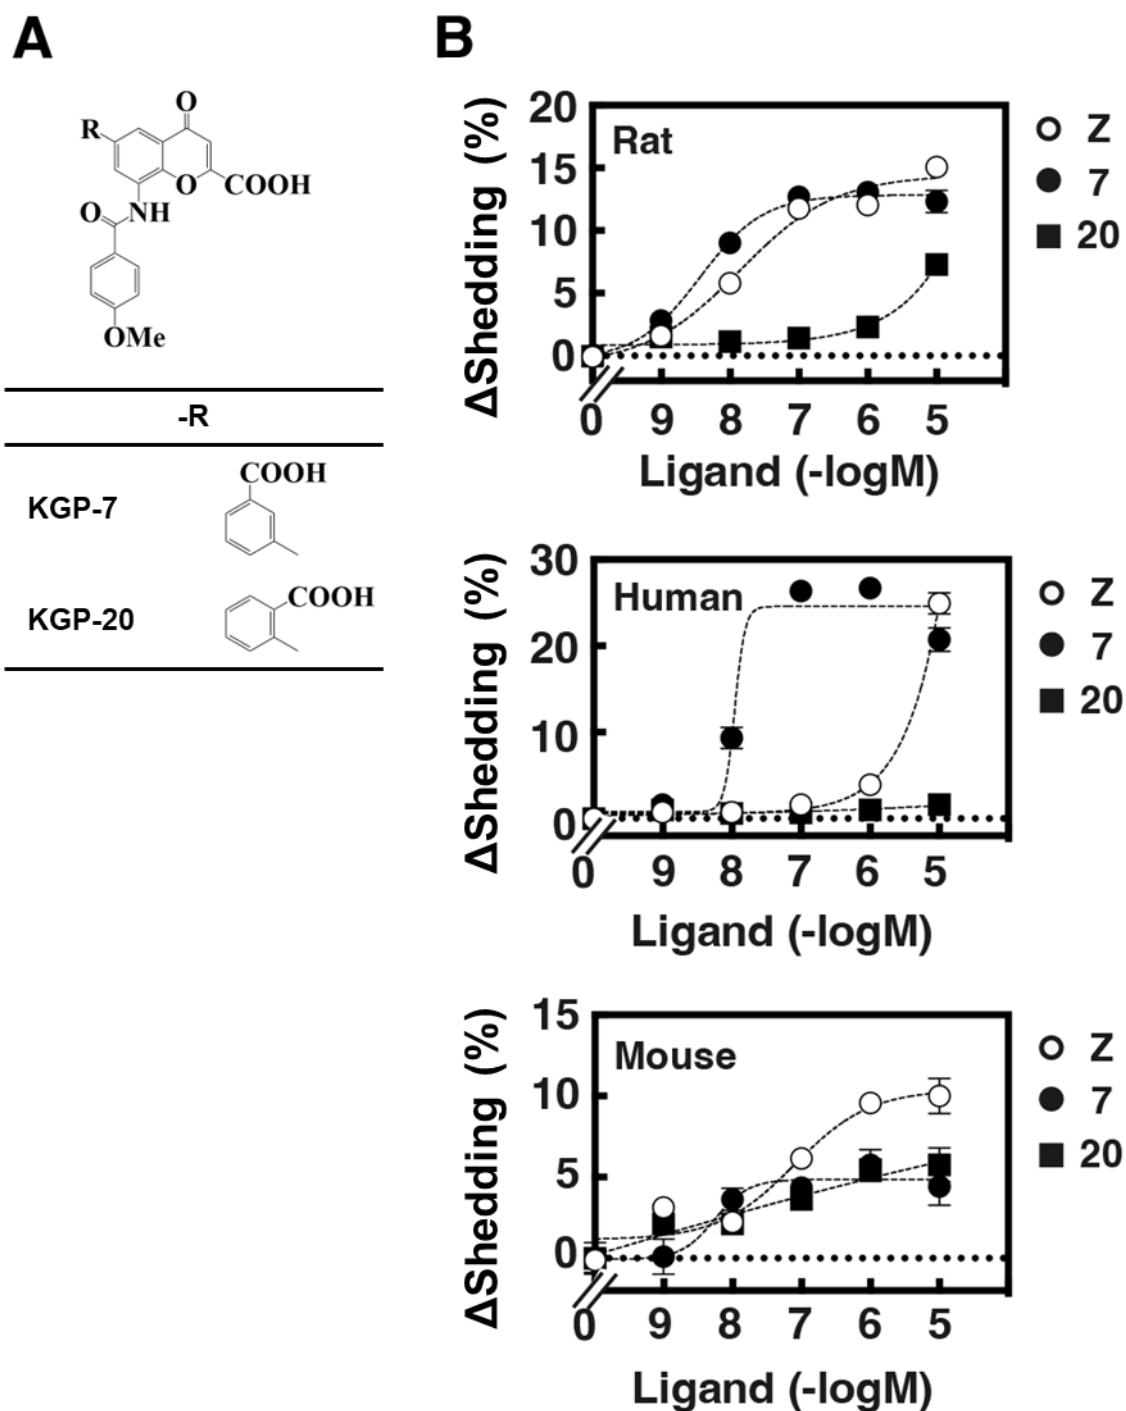 A
O
R
O
COOH
O
NH
OMe
-R
KGP-7
COOH
KGP-20
COOH
B
ΔShedding (%)
20
15
10
5
0
Rat
Z
7
20
0 9 8 7 6 5
Ligand (-logM)
ΔShedding (%)
30
20
10
0
Human
Z
7
20
0 9 8 7 6 5
Ligand (-logM)
ΔShedding (%)
15
10
5
0
Mouse
Z
7
20
0 9 8 7 6 5
Ligand (-logM)